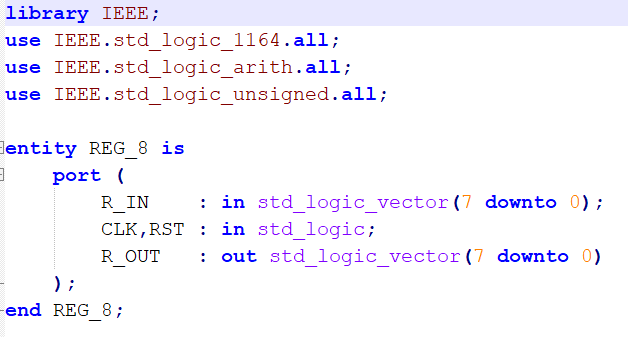 library IEEE;
use IEEE.std_logic_1164.all;
use IEEE.std_logic_arith.all;
use IEEE.std_logic_unsigned.all;
entity REG_8 is
port (
R_IN : in std_logic_vector(7 downto 0);
CLK,RST : in std_logic;
R_OUT : out std_logic_vector(7 downto 0)
);
end REG_8;